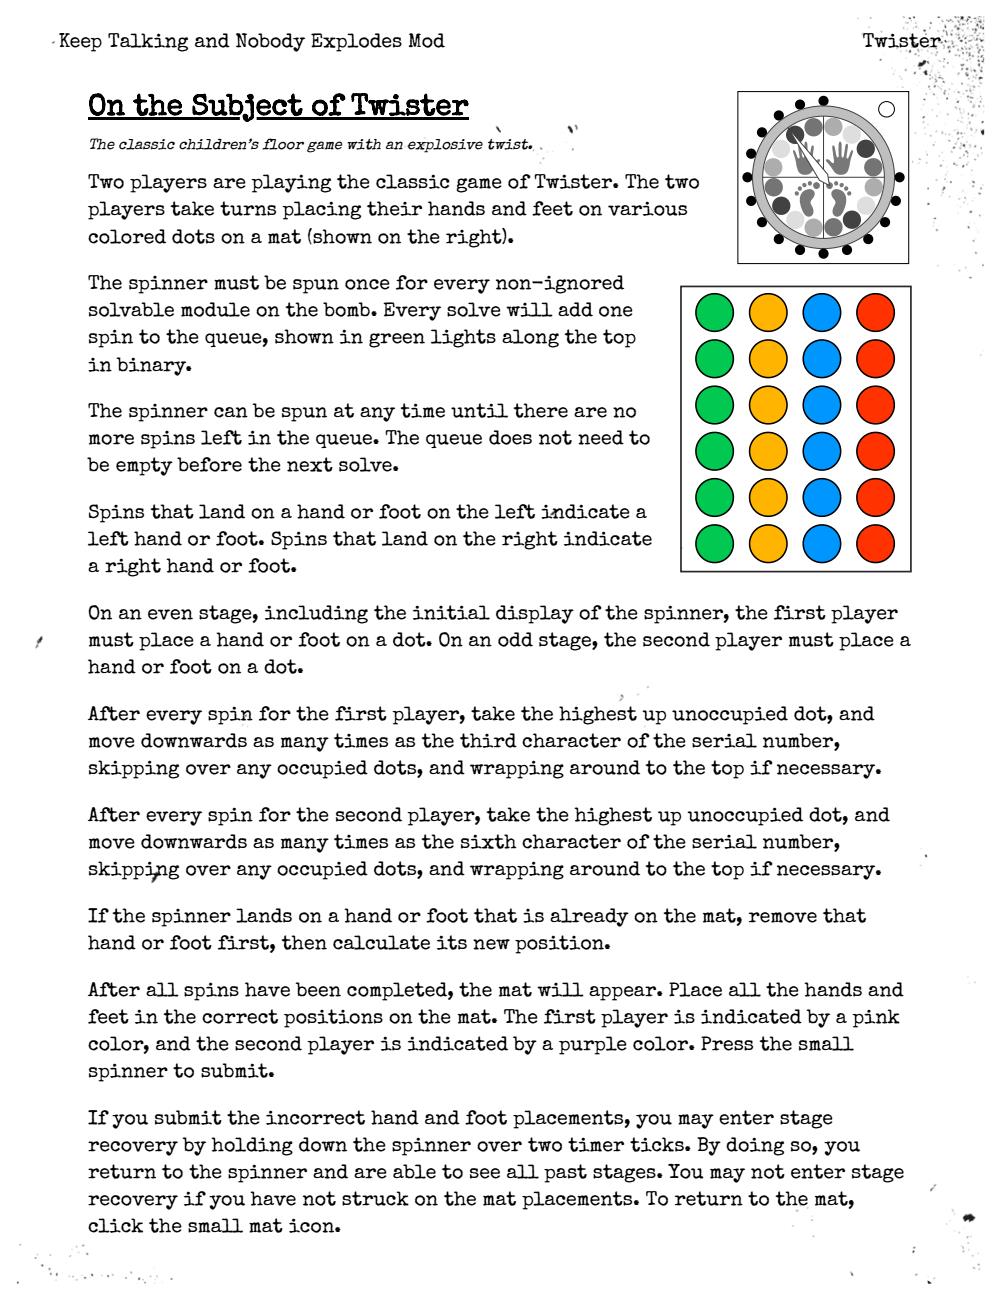 Keep Talking and Nobody Explodes Mod
Twister
On the Subject of Twister
The classic children's floor game with an explosive twist.
Two players are playing the classic game of Twister. The two
players take turns placing their hands and feet on various
colored dots on a mat (shown on the right).
The spinner must be spun once for every non-ignored
solvable module on the bomb. Every solve will add one
spin to the queue, shown in green lights along the top
in binary.
The spinner can be spun at any time until there are no
more spins left in the queue. The queue does not need to
be empty before the next solve.
Spins that land on a hand or foot on the left indicate a
left hand or foot. Spins that land on the right indicate
a right hand or foot.
On an even stage, including the initial display of the spinner, the first player
must place a hand or foot on a dot. On an odd stage, the second player must place a
hand or foot on a dot.
After every spin for the first player, take the highest up unoccupied dot, and
move downwards as many times as the third character of the serial number,
skipping over any occupied dots, and wrapping around to the top if necessary.
After every spin for the second player, take the highest up unoccupied dot, and
move downwards as many times as the sixth character of the serial number,
skipping over any occupied dots, and wrapping around to the top if necessary.
If the spinner lands on a hand or foot that is already on the mat, remove that
hand or foot first, then calculate its new position.
After all spins have been completed, the mat will appear. Place all the hands and
feet in the correct positions on the mat. The first player is indicated by a pink
color, and the second player is indicated by a purple color. Press the small
spinner to submit.
If you submit the incorrect hand and foot placements, you may enter stage
recovery by holding down the spinner over two timer ticks. By doing so, you
return to the spinner and are able to see all past stages. You may not enter stage
recovery if you have not struck on the mat placements. To return to the mat,
click the small mat icon.